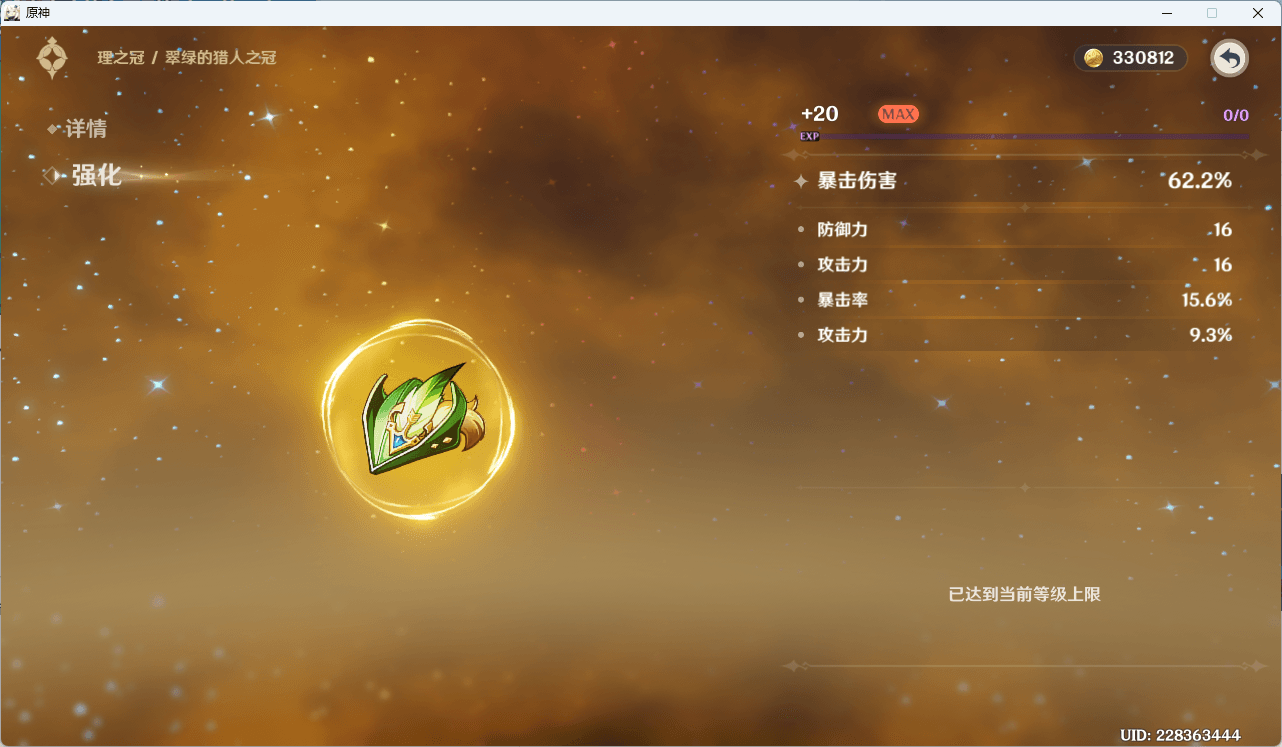 原神
理之冠 / 翠绿的猎人之冠
330812
详情
强化
+20 MAX 0/0
EXP
暴击伤害 62.2%
防御力 16
攻击力 16
暴击率 15.6%
攻击力 9.3%
已达到当前等级上限
UID: 228363444